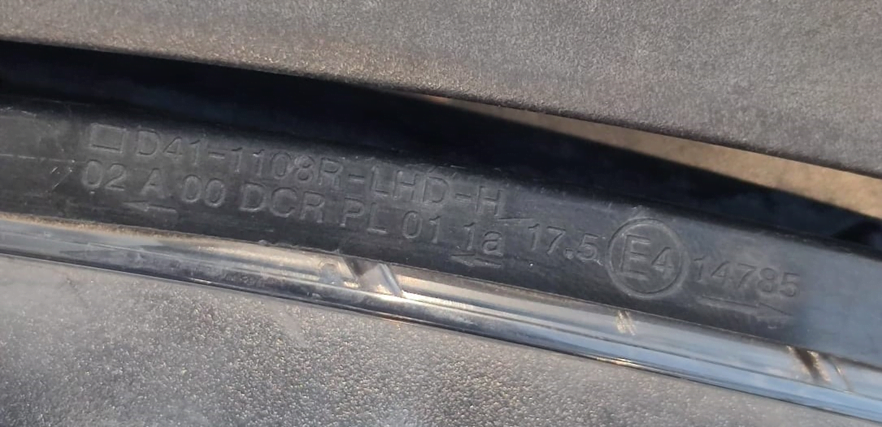 □D41-1108R-LHD-H
02 A 00 DCR PL 01 1a 17.5 E4 14785